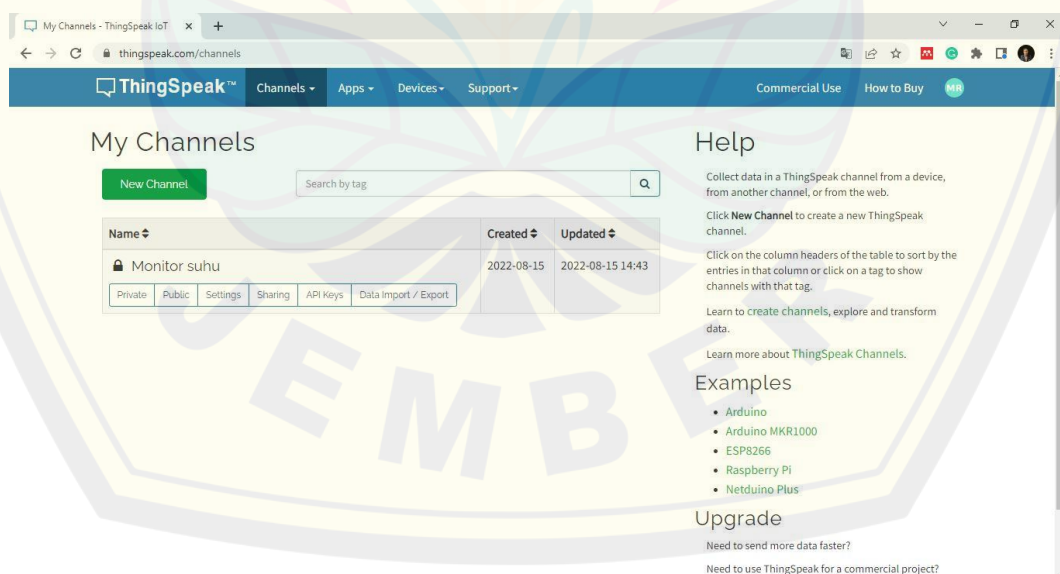 My Channels - ThingSpeak IoT
thingspeak.com/channels
ThingSpeak™ Channels Apps Devices Support Commercial Use How to Buy MR
My Channels
New Channel Search by tag
Name Created Updated
Monitor suhu 2022-08-15 2022-08-15 14:43
Private Public Settings Sharing API Keys Data Import / Export
Help
Collect data in a ThingSpeak channel from a device,
from another channel, or from the web.
Click New Channel to create a new ThingSpeak
channel.
Click on the column headers of the table to sort by the
entries in that column or click on a tag to show
channels with that tag.
Learn to create channels, explore and transform
data.
Learn more about ThingSpeak Channels.
Examples
Arduino
Arduino MKR1000
ESP8266
Raspberry Pi
Netduino Plus
Upgrade
Need to send more data faster?
Need to use ThingSpeak for a commercial project?
JEMBER